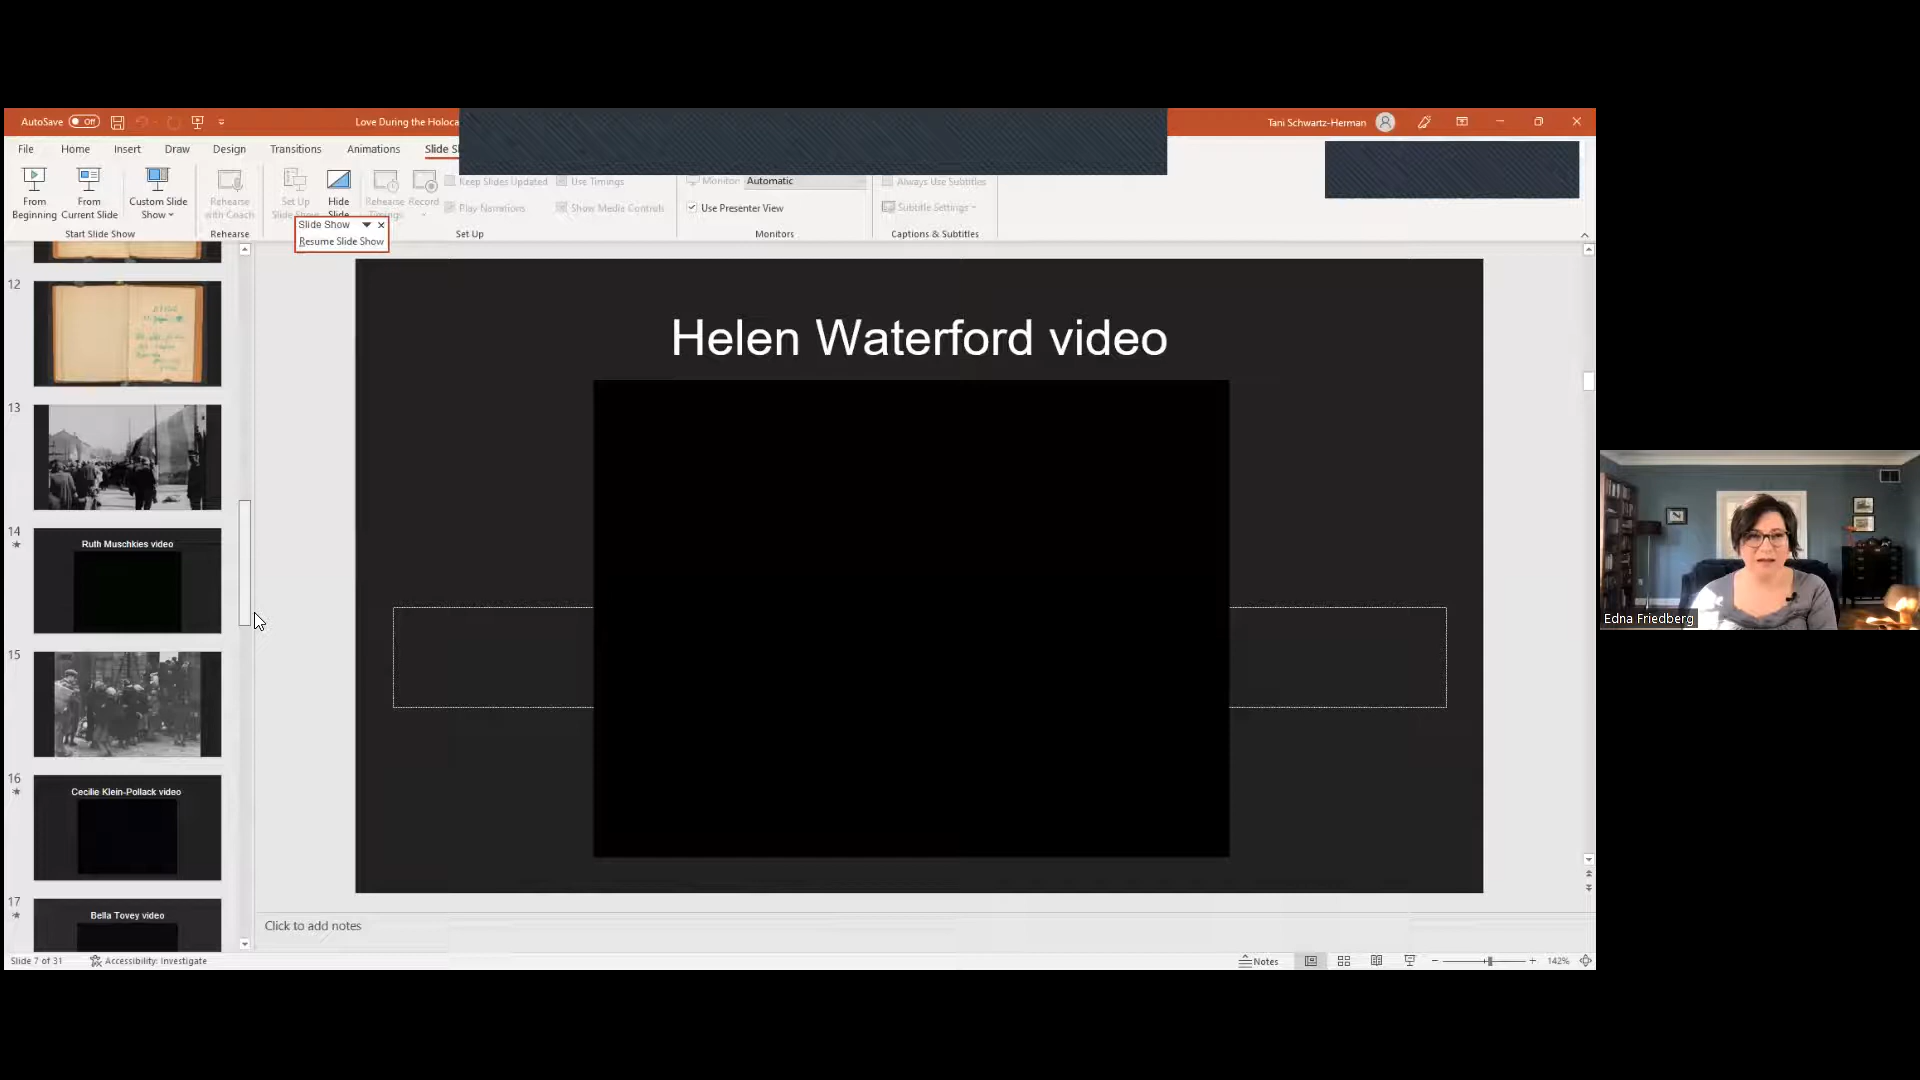 AutoSave Off
Love During the Holoca
Tani Schwartz-Herman
File Home Insert Draw Design Transitions Animations Slide S
From Beginning
From Current Slide
Custom Slide Show
Rehearse with Coach
Set Up
Hide Slide
Rehearse
Record
Keep Slides Updated
Use Timings
Play Narrations
Show Media Controls
Monitor:
Automatic
Use Presenter View
Always Use Subtitles
Subtitle Settings
Start Slide Show
Rehearse
Set Up
Monitors
Captions & Subtitles
Slide Show
Resume Slide Show
12
13
14
Ruth Muschkies video
15
16
Cecilie Klein-Pollack video
17
Bella Tovey video
Helen Waterford video
Edna Friedberg
Click to add notes
Slide 7 of 31
Accessibility: Investigate
Notes
142%